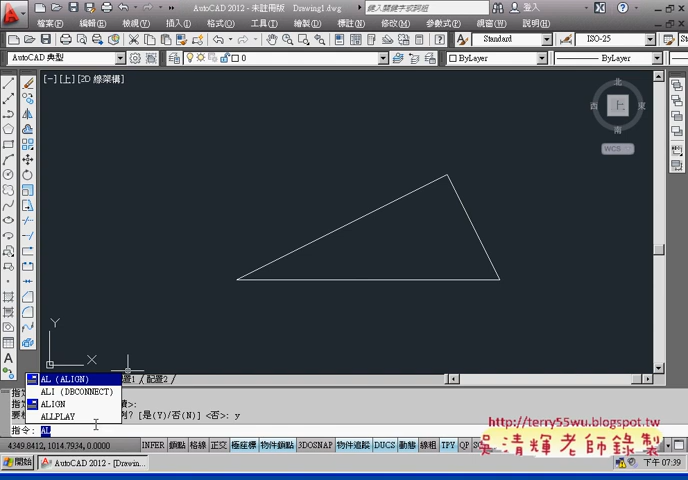 AutoCAD 2012 - 未註冊版 Drawing1.dwg
鍵入關鍵字或詞組
登入
檔案(F) 編輯(E) 檢視(V) 插入(I) 格式(O) 工具(T) 繪製(D) 標註(N) 修改(M) 參數式(P) 視窗(W) 說明(H)
Standard ISO-25 Standard
AutoCAD 典型 0 ByLayer ByLayer
[-][上][2D 線架構]
北
西 上 東
南
WCS
Y
X
配置1 配置2
AL (ALIGN)
ALI (DBCONNECT)
ALIGN
ALLPLAY
[是(Y)/否(N)] <否>: y
指令: AL
4349.8412, 1014.7934, 0.0000 INFER 鎖點 格線 正交 極座標 物件鎖點 3DOSNAP 物件追蹤 DUCS 動態 線粗 TPY QP
http://terry55wu.blogspot.tw
吳清輝老師錄製
開始 AutoCAD 2012 - [Drawin... 下午 07:39